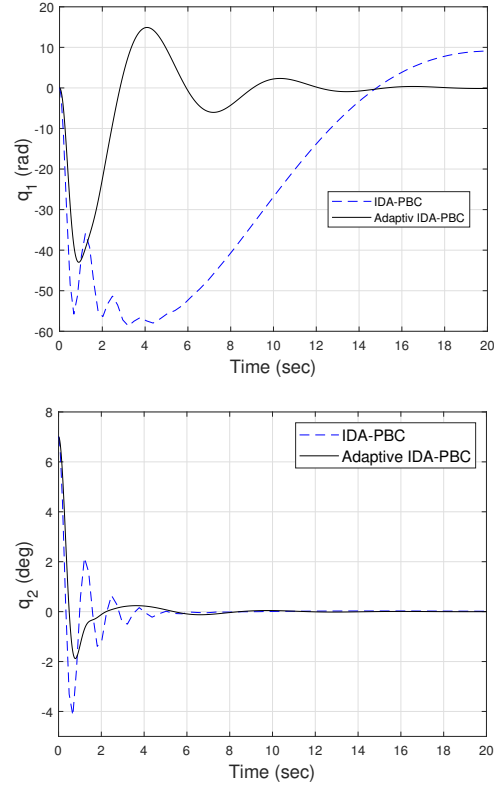 20
10
0
-10
-20
-30
-40
-50
-60
q1 (rad)
IDA-PBC
Adaptiv IDA-PBC
0 2 4 6 8 10 12 14 16 18 20
Time (sec)
8
6
4
2
0
-2
-4
q2 (deg)
IDA-PBC
Adaptive IDA-PBC
0 2 4 6 8 10 12 14 16 18 20
Time (sec)